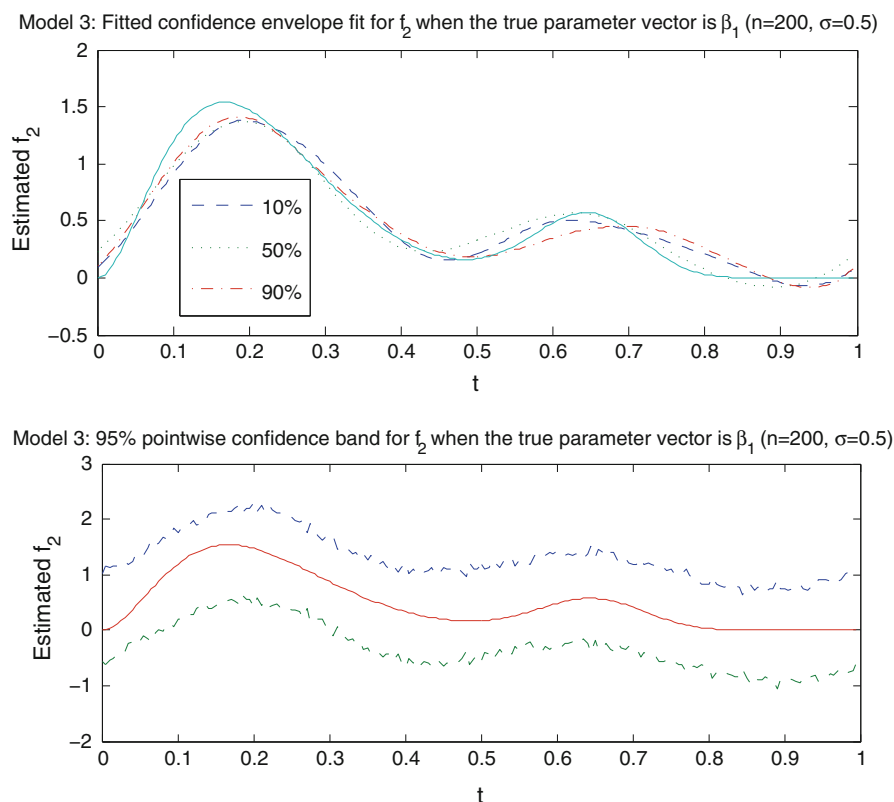 Model 3: Fitted confidence envelope fit for f2 when the true parameter vector is β1 (n=200, σ=0.5)
2
1.5
1
0.5
0
−0.5
Estimated f2
10%
50%
90%
0 0.1 0.2 0.3 0.4 0.5 0.6 0.7 0.8 0.9 1
t
Model 3: 95% pointwise confidence band for f2 when the true parameter vector is β1 (n=200, σ=0.5)
3
2
1
0
−1
−2
Estimated f2
0 0.1 0.2 0.3 0.4 0.5 0.6 0.7 0.8 0.9 1
t